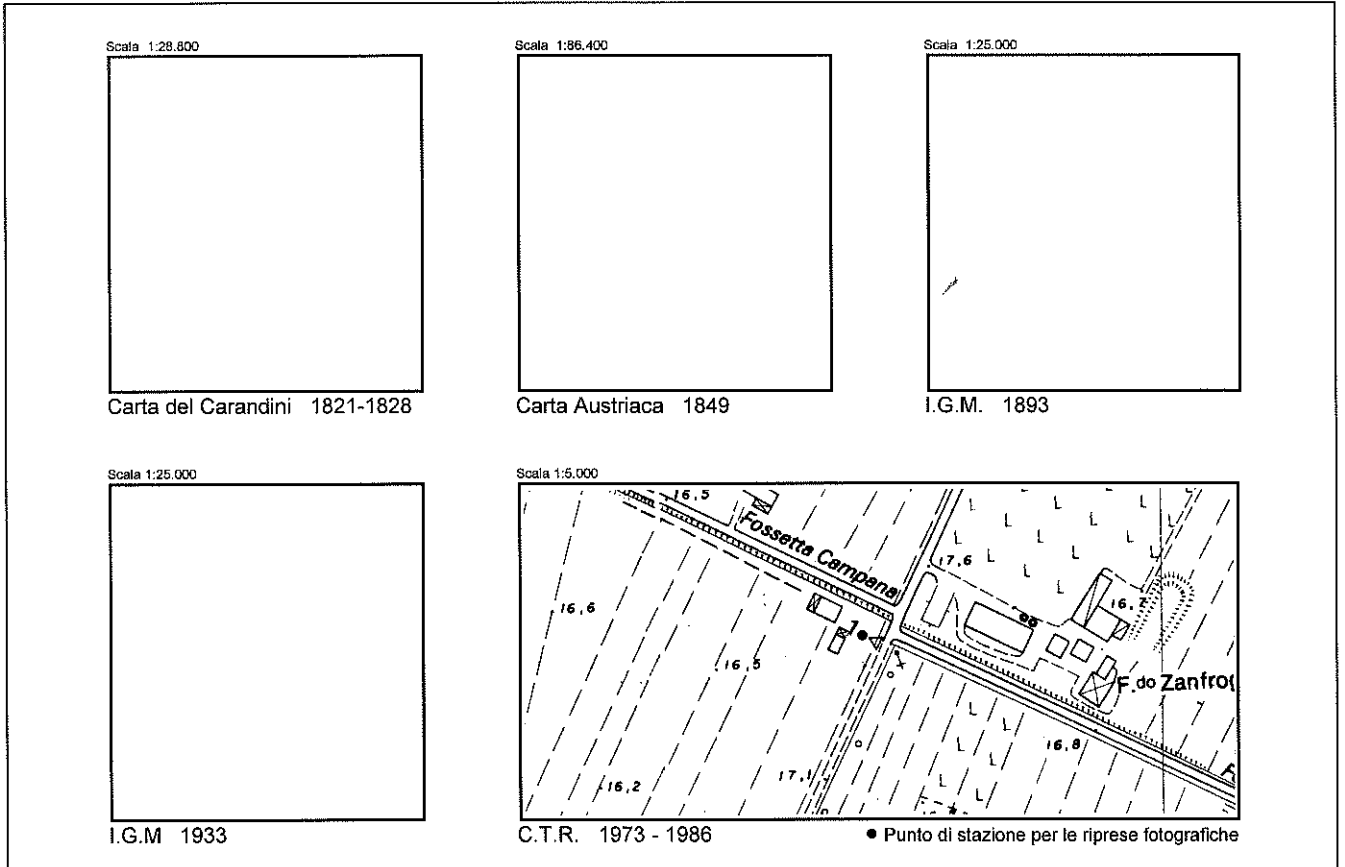 Scala 1:28.800
Scala 1:86.400
Scala 1:25.000
Carta del Carandini 1821-1828
Carta Austriaca 1849
I.G.M. 1893
Scala 1:25.000
Scala 1:5.000
16,5
Fossetta Campana
17,6
16,6
16,7
1
16,5
F.do Zanfro
16,8
17,1
16,2
I.G.M 1933
C.T.R. 1973 - 1986
● Punto di stazione per le riprese fotografiche